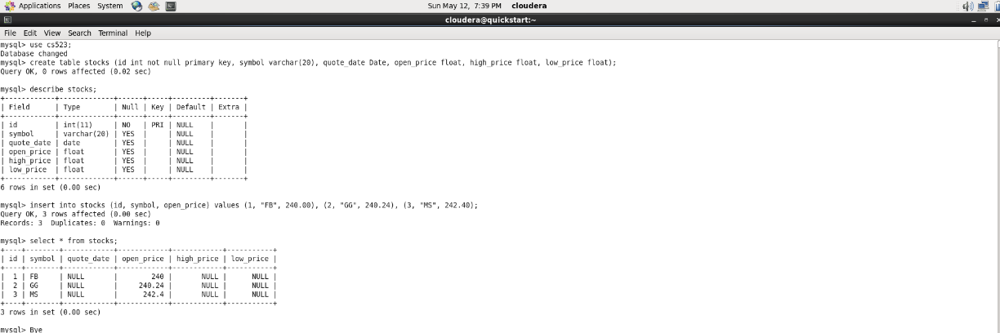 Applications Places System
Sun May 12, 7:39 PM cloudera
cloudera@quickstart:~
File Edit View Search Terminal Help
mysql> use cs523;
Database changed
mysql> create table stocks (id int not null primary key, symbol varchar(20), quote_date Date, open_price float, high_price float, low_price float);
Query OK, 0 rows affected (0.02 sec)
mysql> describe stocks;
+------------+-------------+------+-----+---------+-------+
| Field      | Type        | Null | Key | Default | Extra |
+------------+-------------+------+-----+---------+-------+
| id         | int(11)     | NO   | PRI | NULL    |       |
| symbol     | varchar(20) | YES  |     | NULL    |       |
| quote_date | date        | YES  |     | NULL    |       |
| open_price | float       | YES  |     | NULL    |       |
| high_price | float       | YES  |     | NULL    |       |
| low_price  | float       | YES  |     | NULL    |       |
+------------+-------------+------+-----+---------+-------+
6 rows in set (0.00 sec)
mysql> insert into stocks (id, symbol, open_price) values (1, "FB", 240.00), (2, "GG", 240.24), (3, "MS", 242.40);
Query OK, 3 rows affected (0.00 sec)
Records: 3  Duplicates: 0  Warnings: 0
mysql> select * from stocks;
+----+--------+------------+------------+------------+-----------+
| id | symbol | quote_date | open_price | high_price | low_price |
+----+--------+------------+------------+------------+-----------+
|  1 | FB     | NULL       |        240 |       NULL |      NULL |
|  2 | GG     | NULL       |     240.24 |       NULL |      NULL |
|  3 | MS     | NULL       |      242.4 |       NULL |      NULL |
+----+--------+------------+------------+------------+-----------+
3 rows in set (0.00 sec)
mysql> Bye